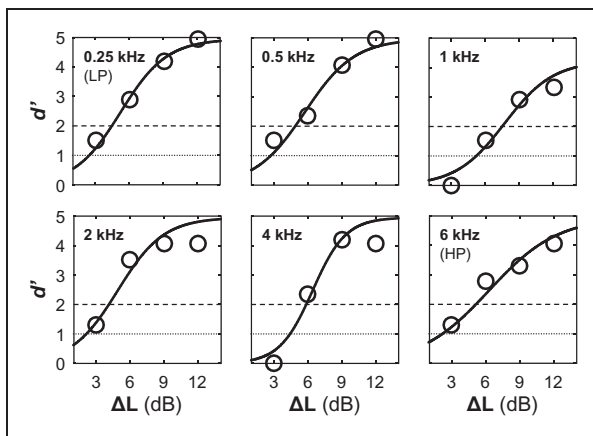 0.25 kHz
(LP)
0.5 kHz
1 kHz
5
4
3
2
1
0
d'
2 kHz
4 kHz
6 kHz
(HP)
5
4
3
2
1
0
d'
3 6 9 12
3 6 9 12
3 6 9 12
ΔL (dB)
ΔL (dB)
ΔL (dB)